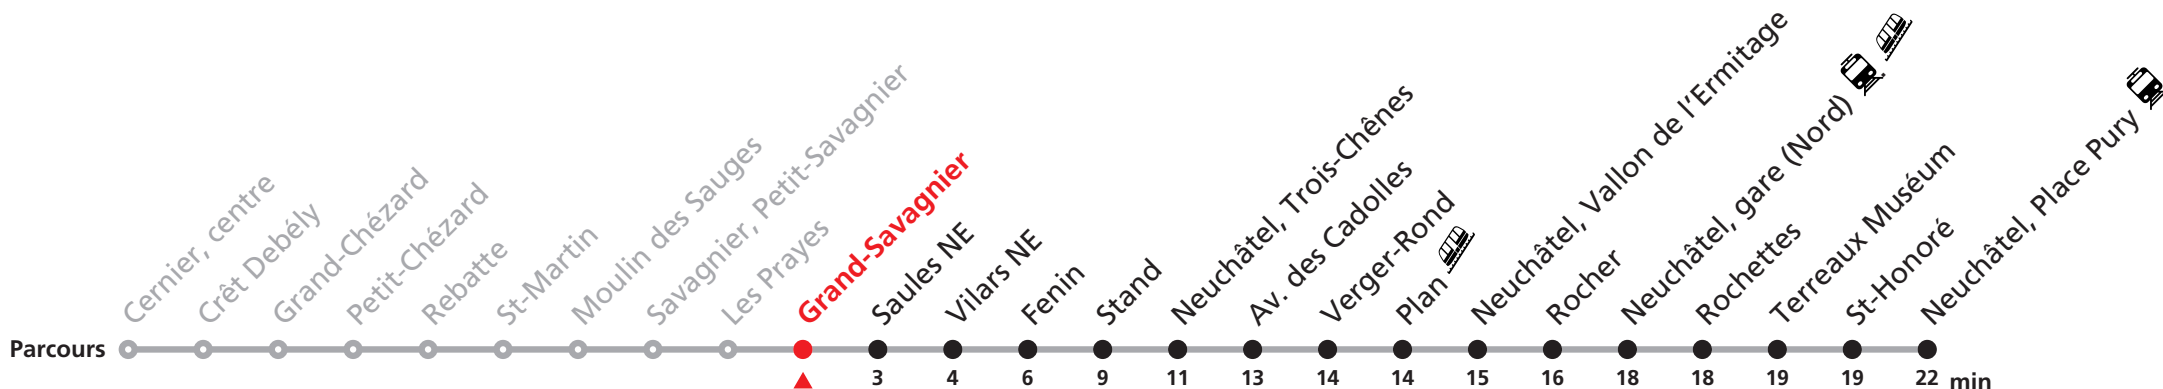 Cernier, centre
Crêt Debély
Grand-Chézard
Petit-Chézard
Rebatte
St-Martin
Moulin des Sauges
Savagnier, Petit-Savagnier
Les Prayes
Grand-Savagnier
Saules NE
Vilars NE
Fenin
Stand
Neuchâtel, Trois-Chênes
Av. des Cadolles
Verger-Rond
Plan
Neuchâtel, Vallon de l'Ermitage
Rocher
Neuchâtel, gare (Nord)
Rochettes
Terreaux Muséum
St-Honoré
Neuchâtel, Place Pury
Parcours
3 4 6 9 11 13 14 14 15 16 18 18 19 19 22 min